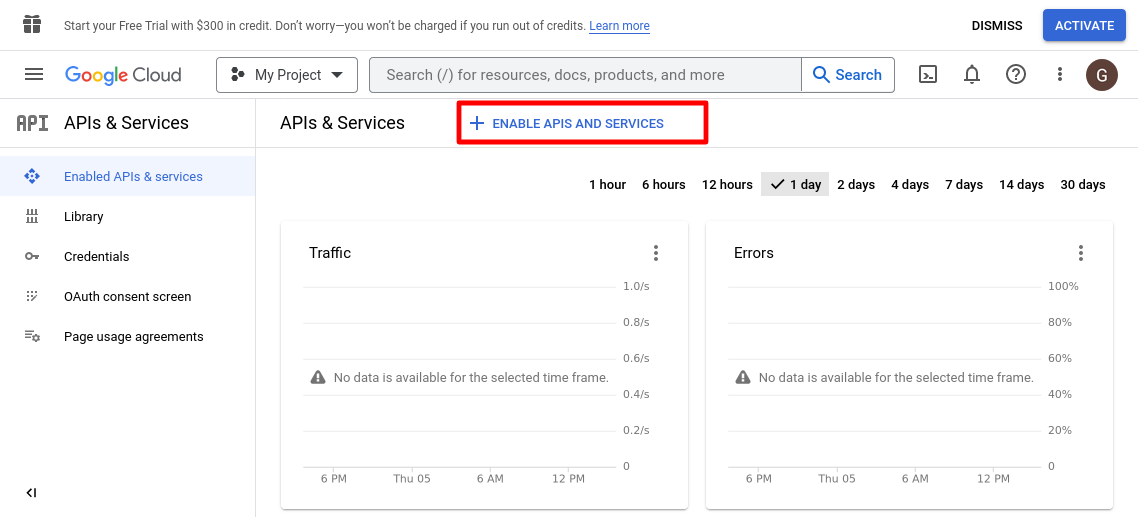 Start your Free Trial with $300 in credit. Don’t worry—you won’t be charged if you run out of credits. Learn more
DISMISS
ACTIVATE
Google Cloud
My Project
Search (/) for resources, docs, products, and more
Search
G
API
APIs & Services
APIs & Services
ENABLE APIS AND SERVICES
Enabled APIs & services
Library
Credentials
OAuth consent screen
Page usage agreements
1 hour 6 hours 12 hours 1 day 2 days 4 days 7 days 14 days 30 days
Traffic
1.0/s
0.8/s
0.6/s
No data is available for the selected time frame.
0.4/s
0.2/s
0
6 PM Thu 05 6 AM 12 PM
Errors
100%
80%
60%
No data is available for the selected time frame.
40%
20%
0
6 PM Thu 05 6 AM 12 PM